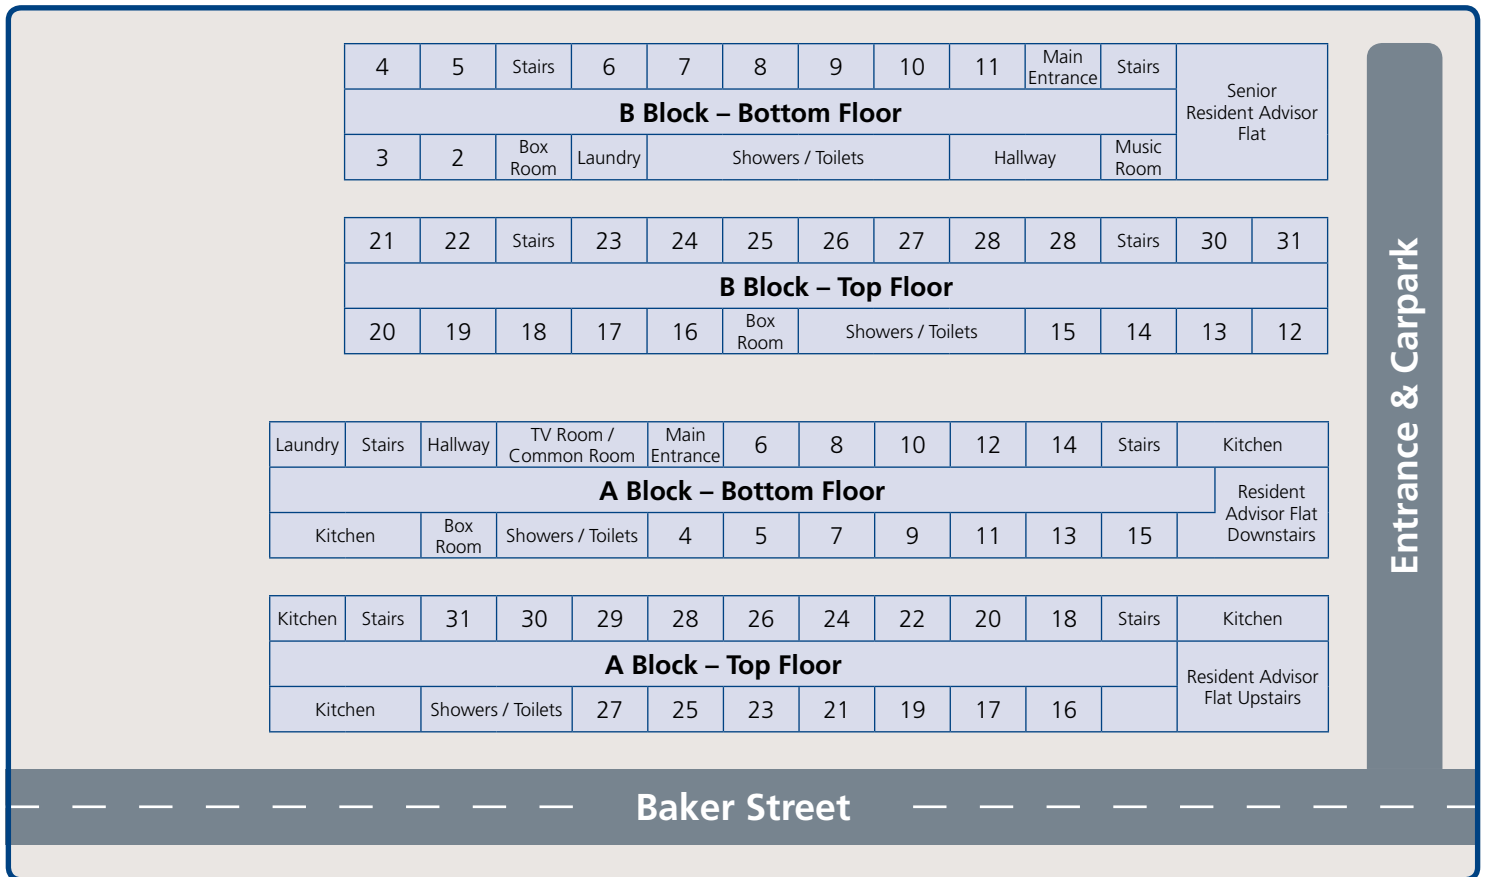 4 5 Stairs 6 7 8 9 10 11 Main Entrance Stairs
Senior
Resident Advisor
Flat
B Block – Bottom Floor
3 2 Box Room Laundry Showers / Toilets Hallway Music Room
21 22 Stairs 23 24 25 26 27 28 28 Stairs 30 31
B Block – Top Floor
20 19 18 17 16 Box Room Showers / Toilets 15 14 13 12
Laundry Stairs Hallway TV Room / Common Room Main Entrance 6 8 10 12 14 Stairs Kitchen
A Block – Bottom Floor
Resident
Advisor Flat
Downstairs
Kitchen Box Room Showers / Toilets 4 5 7 9 11 13 15
Kitchen Stairs 31 30 29 28 26 24 22 20 18 Stairs Kitchen
A Block – Top Floor
Resident Advisor
Flat Upstairs
Kitchen Showers / Toilets 27 25 23 21 19 17 16
Entrance & Carpark
Baker Street